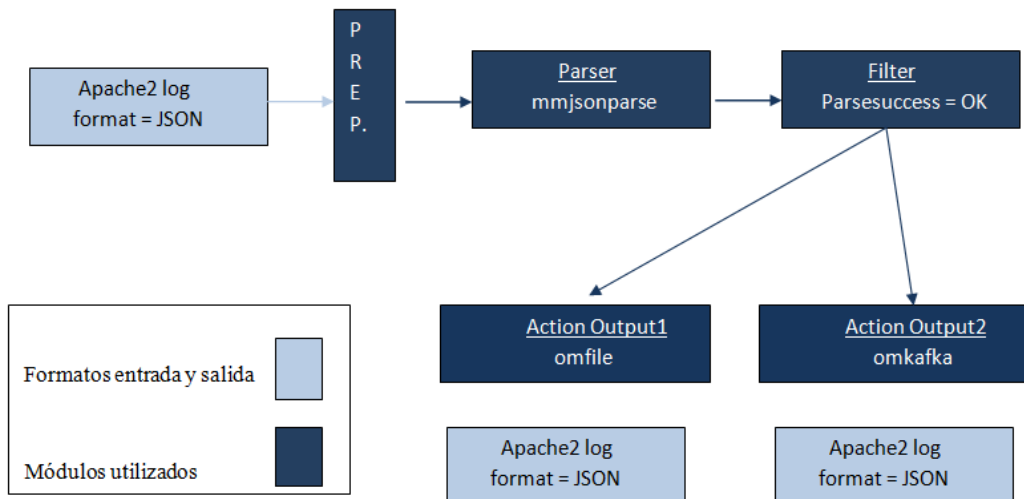 Apache2 log
format = JSON
P
R
E
P.
Parser
mmjsonparse
Filter
Parsesuccess = OK
Action Output1
omfile
Action Output2
omkafka
Apache2 log
format = JSON
Apache2 log
format = JSON
Formatos entrada y salida
Módulos utilizados